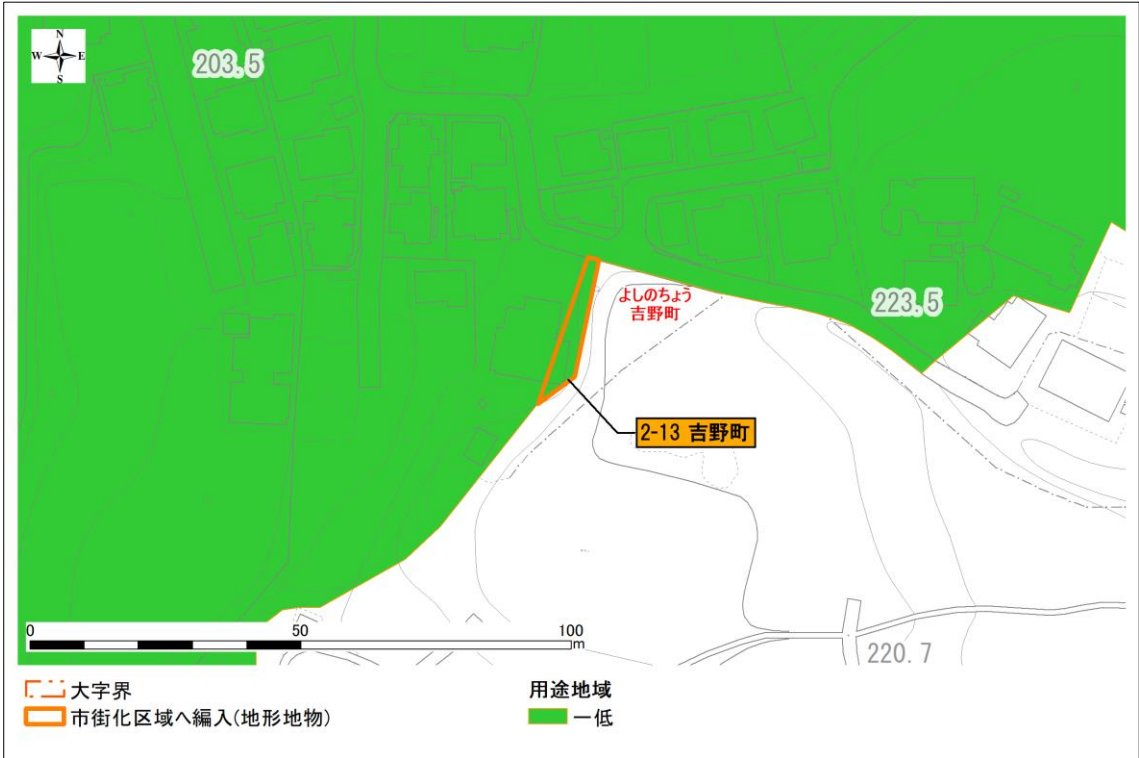 N
W E
S
203.5
よしのちょう
吉野町
223.5
2-13 吉野町
0 50 100
m
220.7
大字界
市街化区域へ編入(地形地物)
用途地域
一低